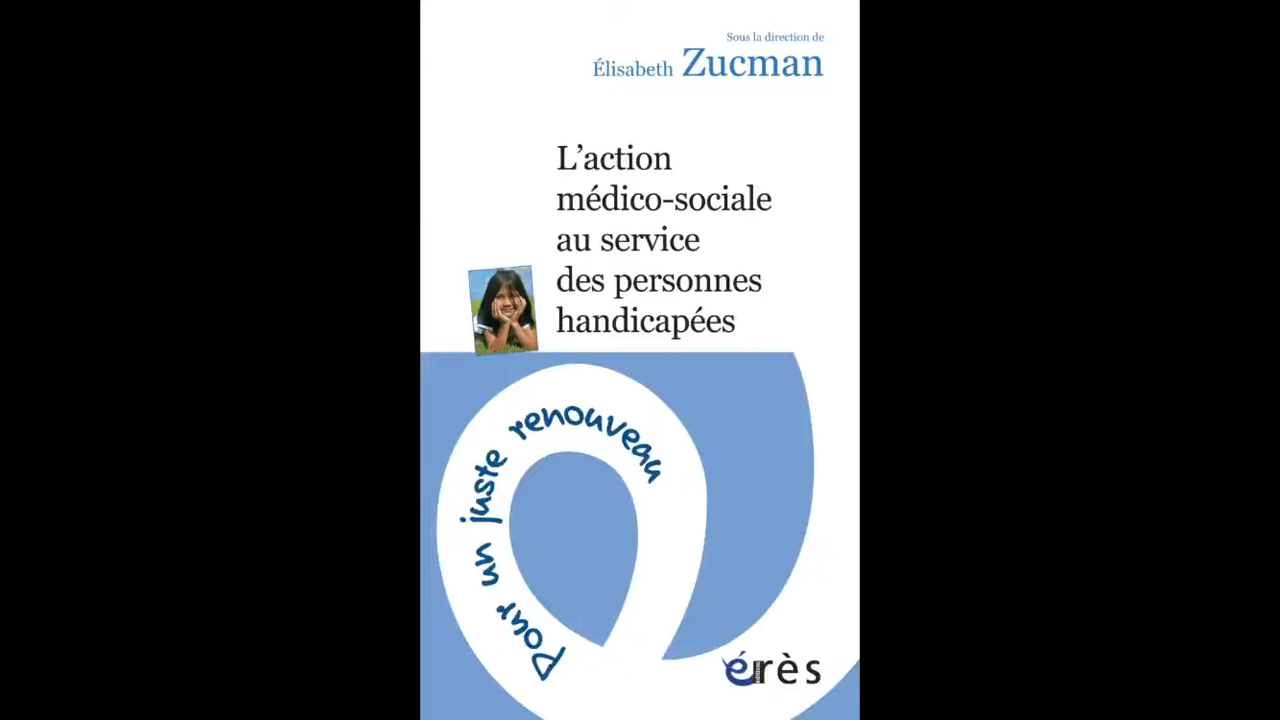 Sous la direction de
Élisabeth Zucman
L’action
médico-sociale
au service
des personnes
handicapées
Pour un juste renouveau
érès
édition